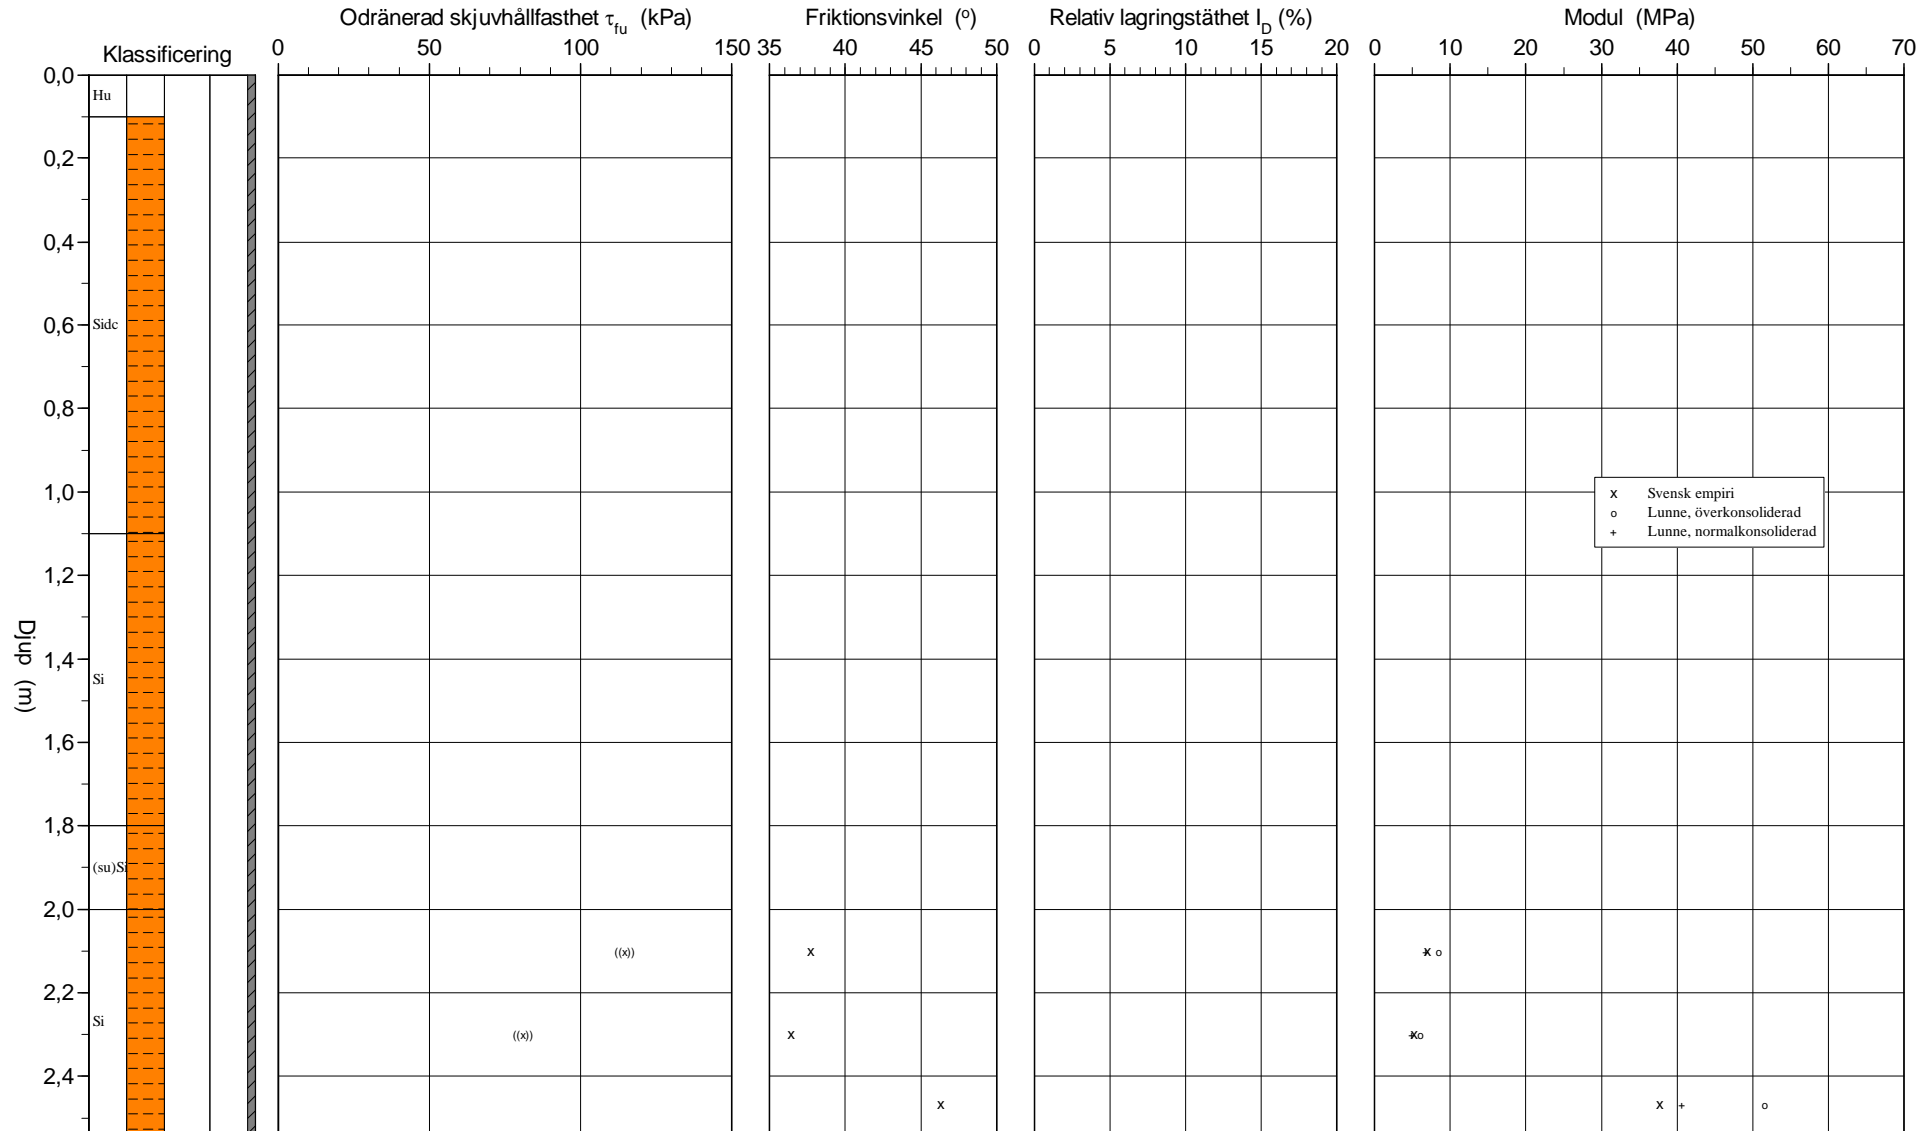 Odränerad skjuvhållfasthet τfu (kPa)
Friktionsvinkel (o)
Relativ lagringstäthet ID (%)
Modul (MPa)
Klassificering
0 50 100 150
35 40 45 50
0 5 10 15 20
0 10 20 30 40 50 60 70
0,0
Hu
0,2
0,4
0,6
Sidc
0,8
1,0
x Svensk empiri
o Lunne, överkonsoliderad
+ Lunne, normalkonsoliderad
1,2
1,4
Djup (m)
Si
1,6
1,8
(su)Si
2,0
((x)) x +x o
2,2
Si
((x)) x +x o
2,4
x x + o